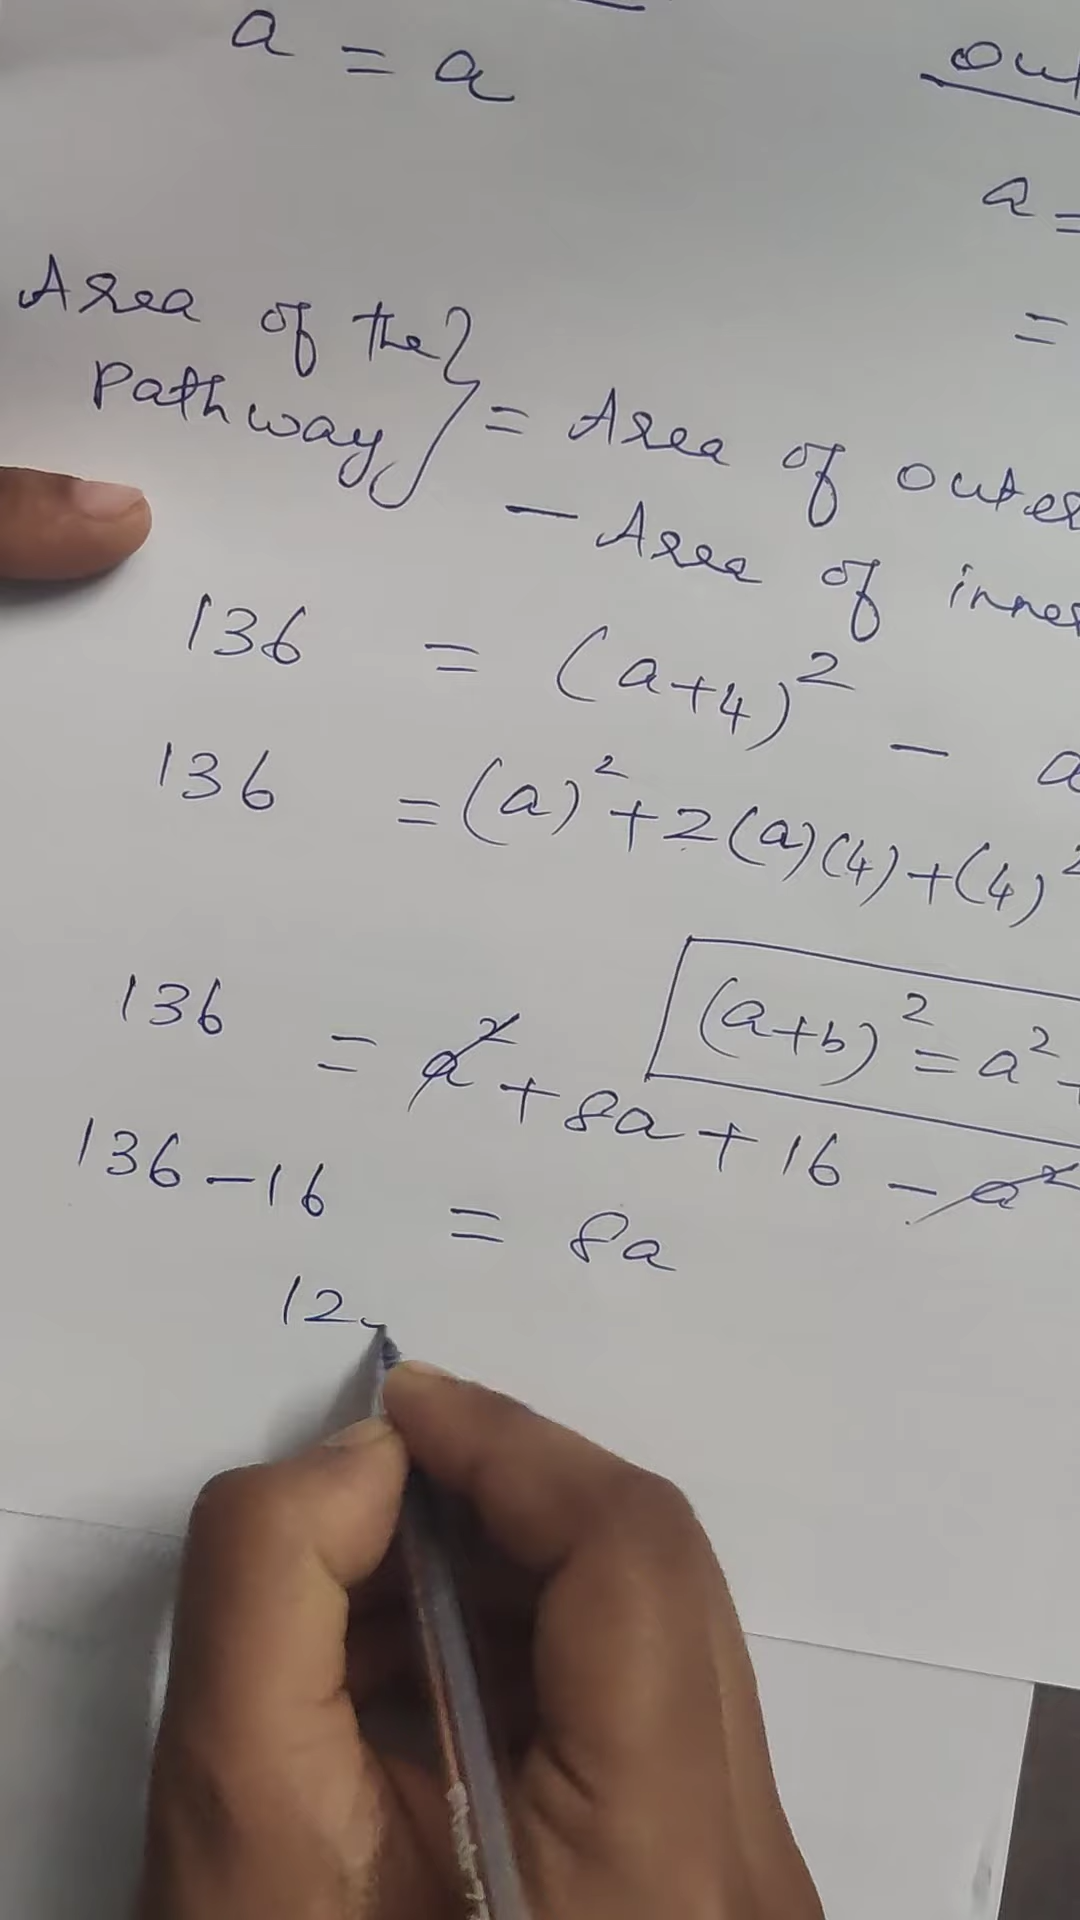 a = a
out
a =
=
Area of the
Pathway } = Area of outer
- Area of inner
136 = (a+4)² - a
136 = (a)² + 2(a)(4) + (4)²
(a+b)² = a² +
136 = a² + 8a + 16 - a²
136 - 16 = 8a
12